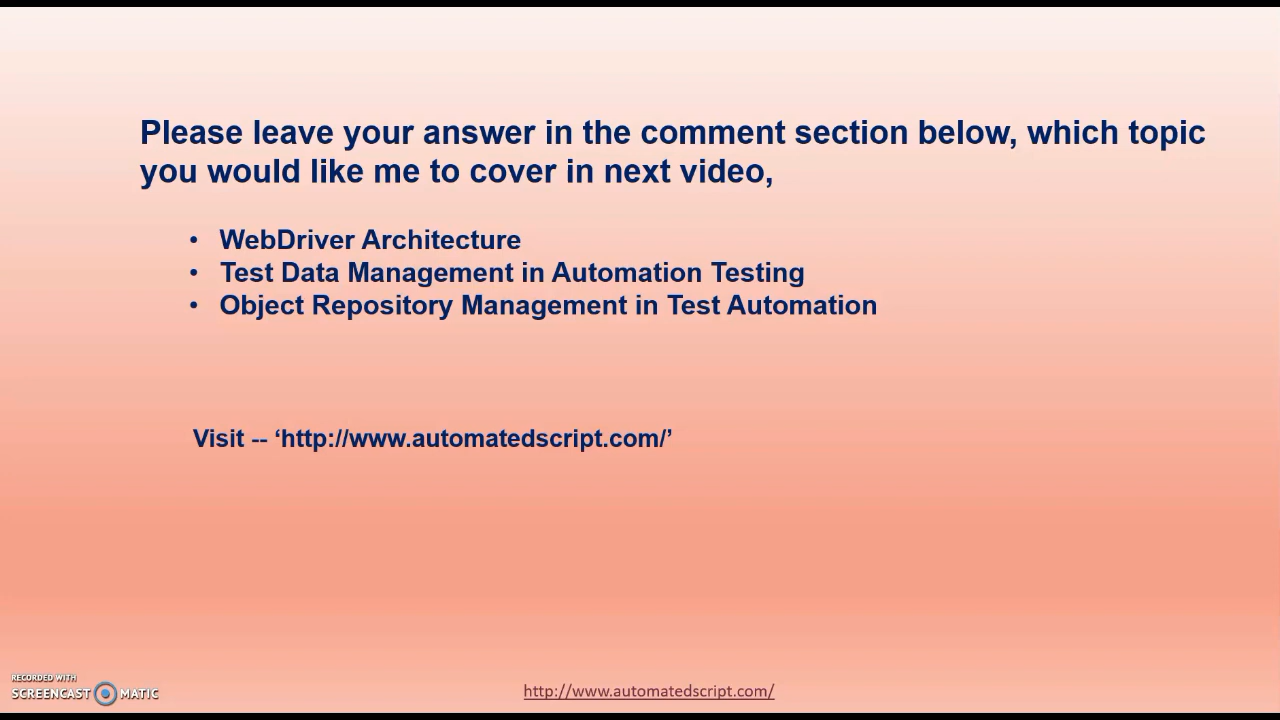 Please leave your answer in the comment section below, which topic
you would like me to cover in next video,
• WebDriver Architecture
• Test Data Management in Automation Testing
• Object Repository Management in Test Automation
Visit -- ‘http://www.automatedscript.com/’
RECORDED WITH
SCREENCAST MATIC
http://www.automatedscript.com/